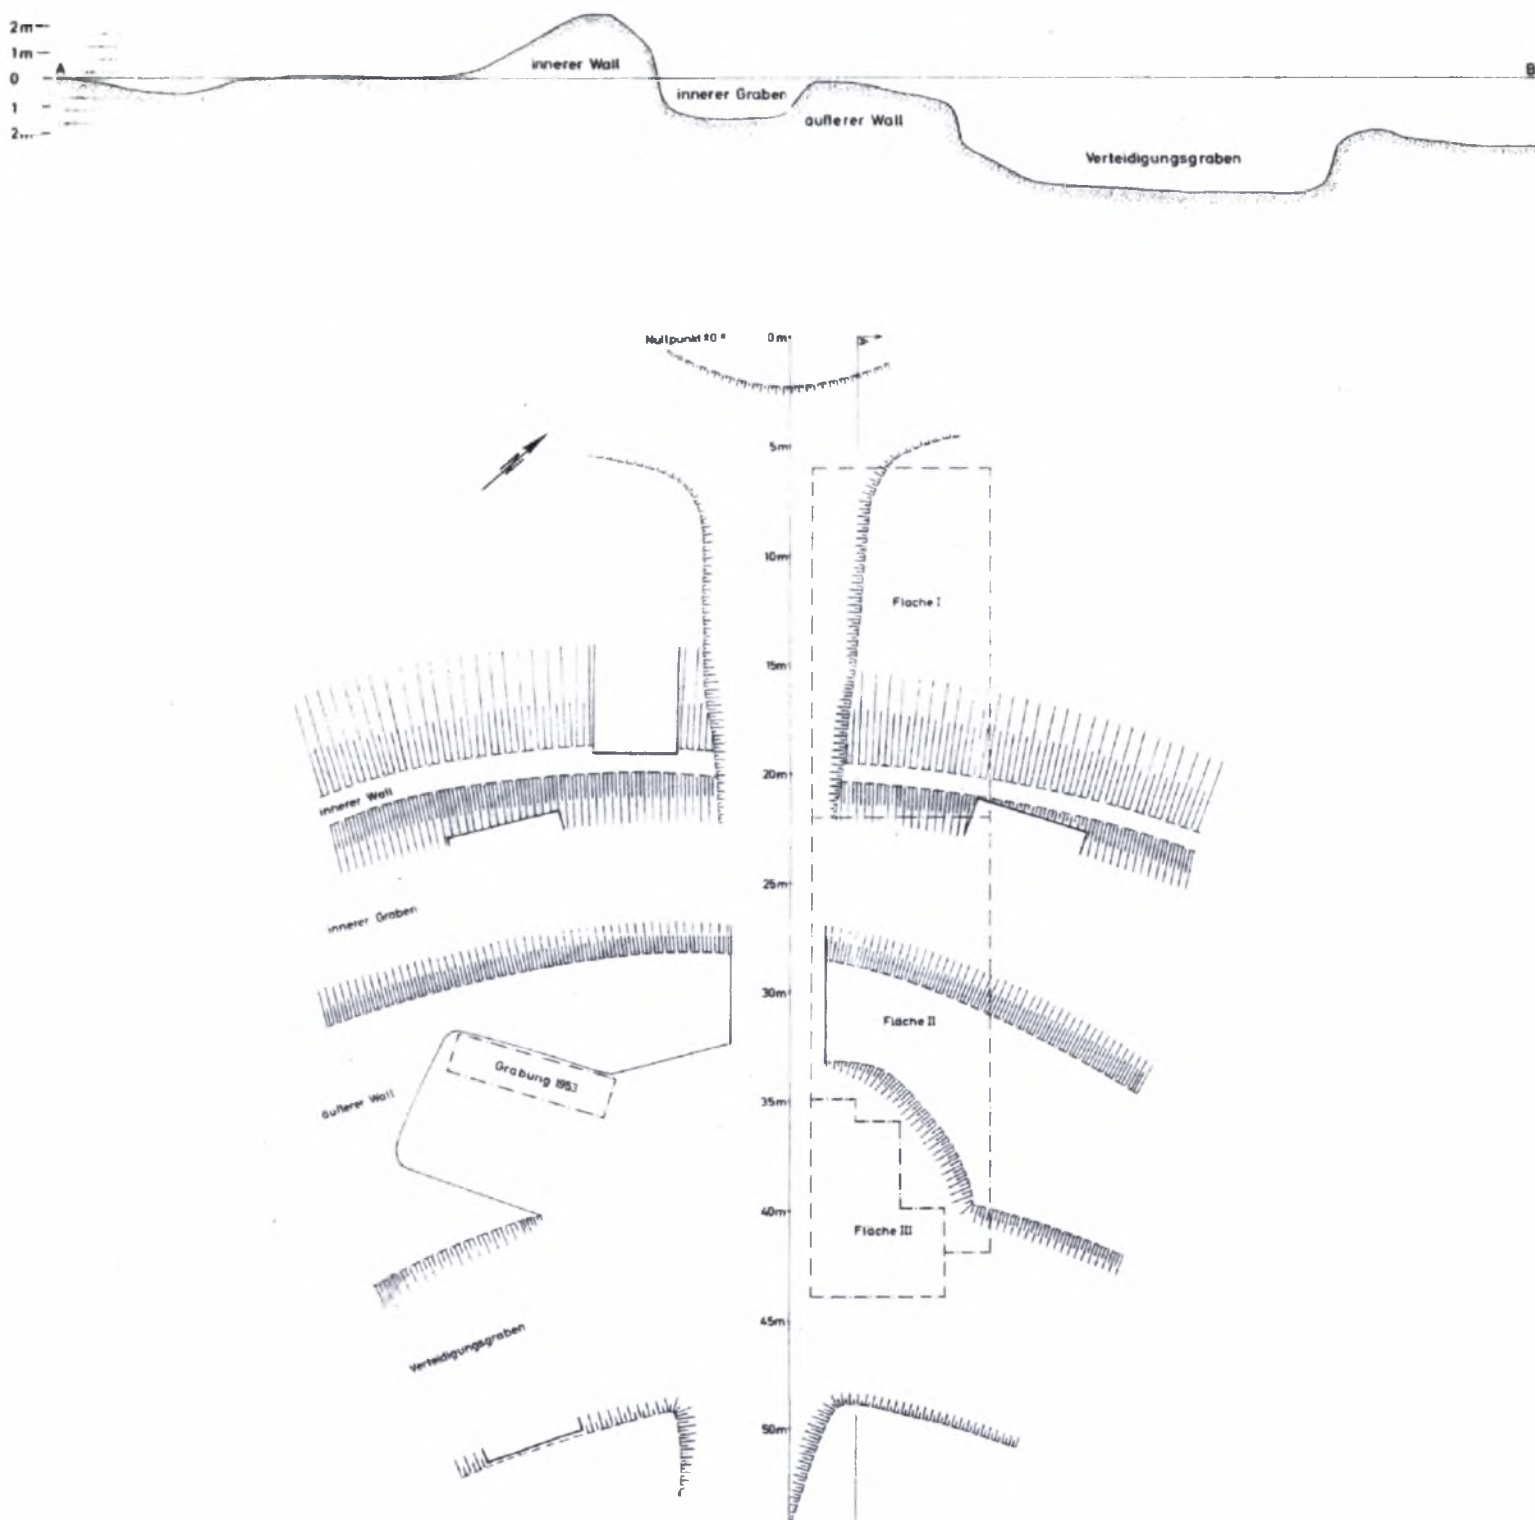 2m
1m
0
1
2m
A
B
innerer Wall
innerer Graben
äußerer Wall
Verteidigungsgraben
Nullpunkt ±0
0m
5m
10m
Fläche I
15m
20m
innerer Wall
25m
innerer Graben
30m
Fläche II
Grabung 1953
äußerer Wall
35m
40m
Fläche III
45m
Verteidigungsgraben
50m